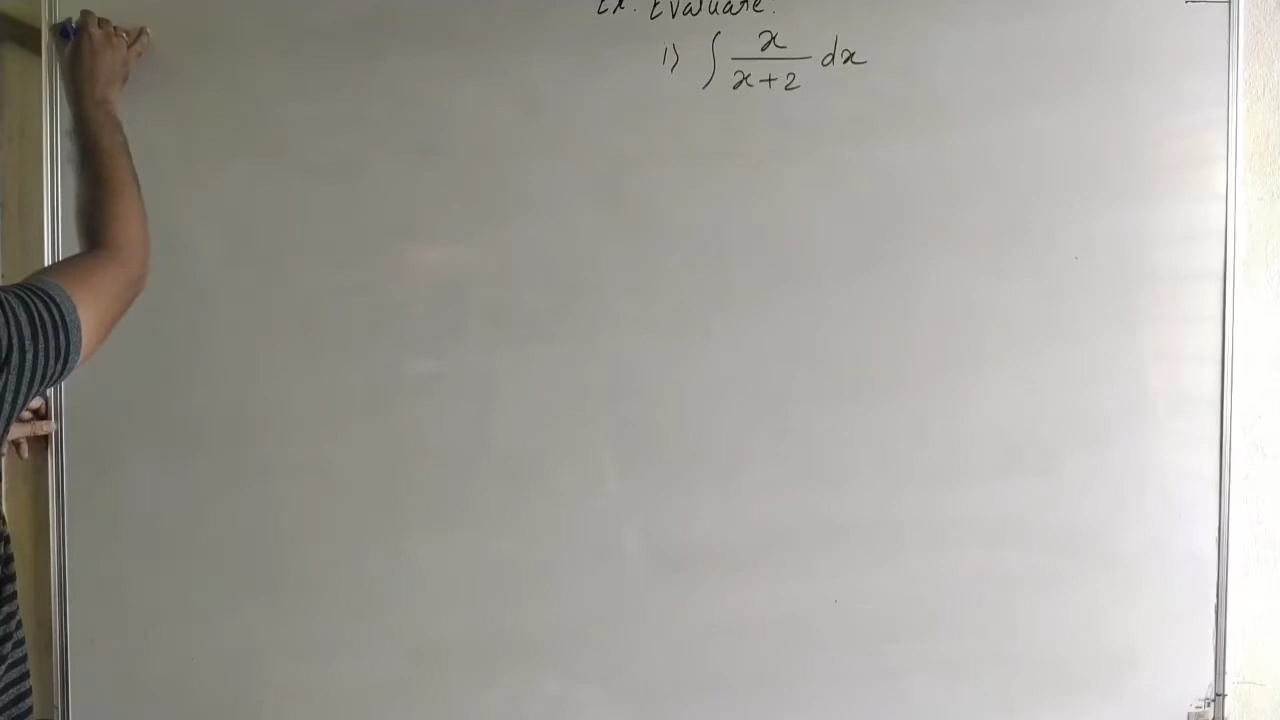 Ex. Evaluate:
1) ∫ x/(x+2) dx